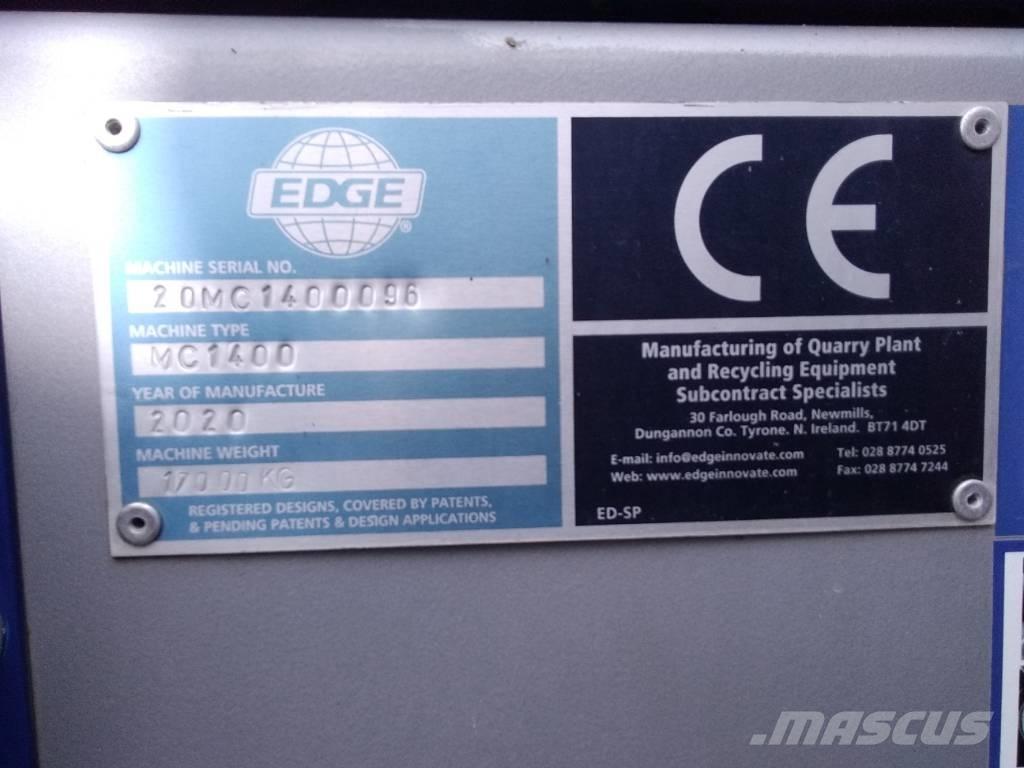 EDGE
®
MACHINE SERIAL NO.
20MC1400096
MACHINE TYPE
MC1400
YEAR OF MANUFACTURE
2020
MACHINE WEIGHT
17000 KG
REGISTERED DESIGNS, COVERED BY PATENTS,
& PENDING PATENTS & DESIGN APPLICATIONS
CE
Manufacturing of Quarry Plant
and Recycling Equipment
Subcontract Specialists
30 Farlough Road, Newmills,
Dungannon Co. Tyrone. N. Ireland. BT71 4DT
E-mail: info@edgeinnovate.com Tel: 028 8774 0525
Web: www.edgeinnovate.com Fax: 028 8774 7244
ED-SP
.MASCUS